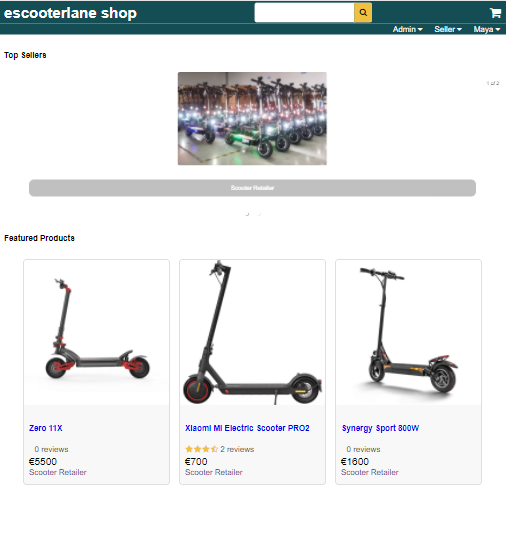 escooterlane shop
Admin Seller Maya
Top Sellers
1 of 2
Scooter Retailer
Featured Products
Zero 11X
0 reviews
€5500
Scooter Retailer
Xiaomi Mi Electric Scooter PRO2
2 reviews
€700
Scooter Retailer
Synergy Sport 800W
0 reviews
€1600
Scooter Retailer